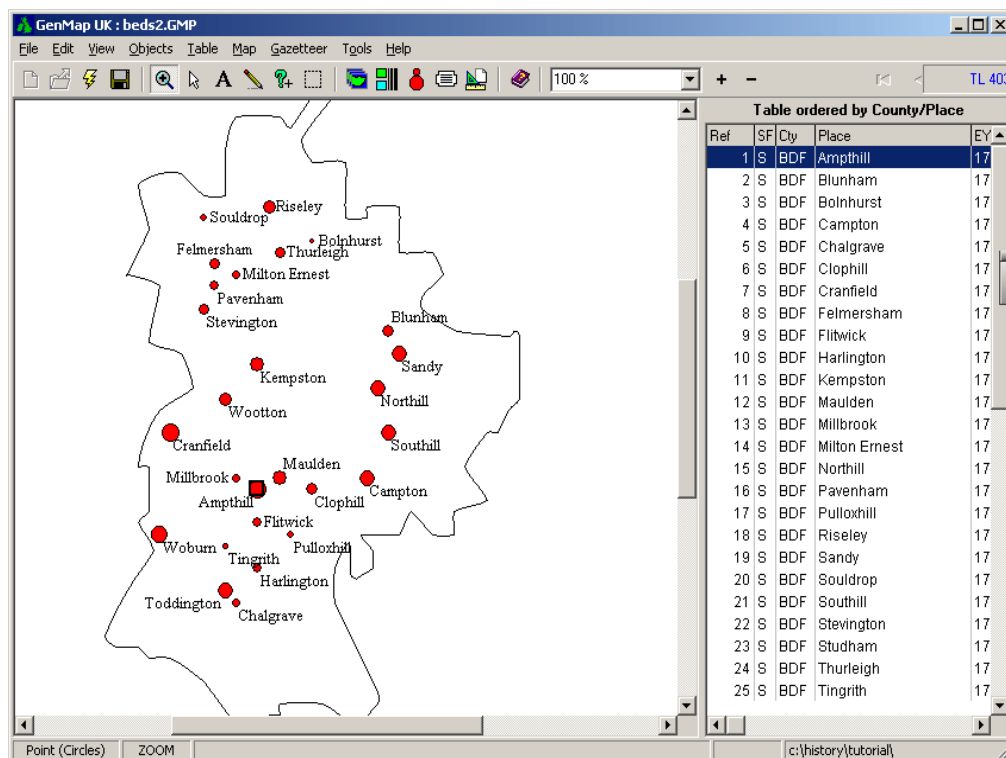 GenMap UK : beds2.GMP
File Edit View Objects Table Map Gazetteer Tools Help
A ?+ 100 % + − TL 403
Riseley
Souldrop
Bolnhurst
Felmersham
Thurleigh
Milton Ernest
Pavenham
Stevington
Blunham
Sandy
Kempston
Northill
Wootton
Cranfield
Southill
Maulden
Millbrook
Campton
Ampthill
Clophill
Flitwick
Woburn
Pulloxhill
Tingrith
Harlington
Toddington
Chalgrave
Table ordered by County/Place
Ref SF Cty Place EY
1 S BDF Ampthill 17
2 S BDF Blunham 17
3 S BDF Bolnhurst 17
4 S BDF Campton 17
5 S BDF Chalgrave 17
6 S BDF Clophill 17
7 S BDF Cranfield 17
8 S BDF Felmersham 17
9 S BDF Flitwick 17
10 S BDF Harlington 17
11 S BDF Kempston 17
12 S BDF Maulden 17
13 S BDF Millbrook 17
14 S BDF Milton Ernest 17
15 S BDF Northill 17
16 S BDF Pavenham 17
17 S BDF Pulloxhill 17
18 S BDF Riseley 17
19 S BDF Sandy 17
20 S BDF Souldrop 17
21 S BDF Southill 17
22 S BDF Stevington 17
23 S BDF Studham 17
24 S BDF Thurleigh 17
25 S BDF Tingrith 17
Point (Circles) ZOOM c:\history\tutorial\